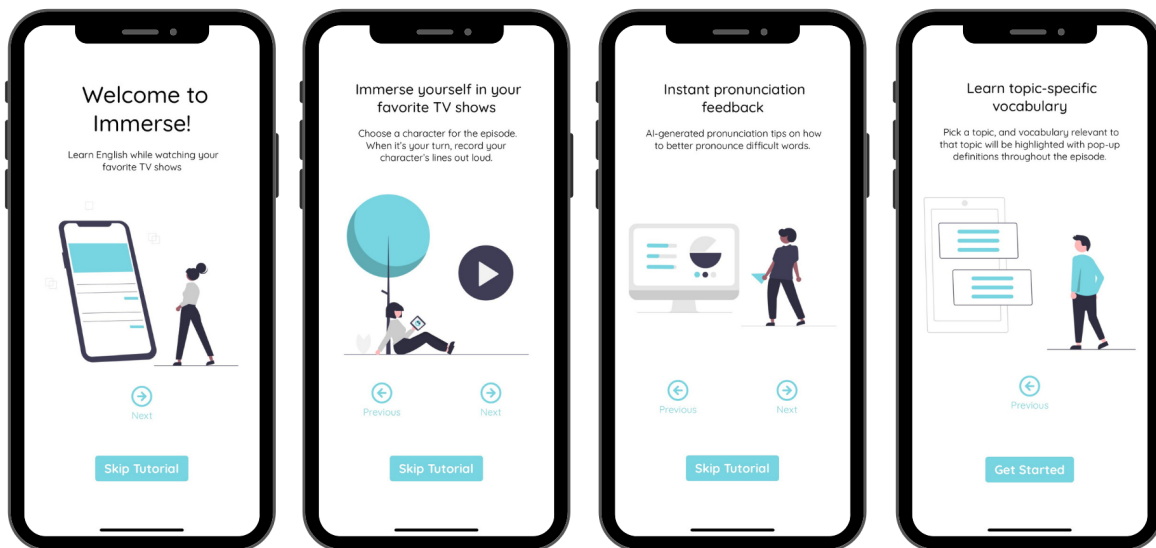 Welcome to
Immerse!
Learn English while watching your
favorite TV shows
Next
Skip Tutorial
Immerse yourself in your
favorite TV shows
Choose a character for the episode.
When it's your turn, record your
character's lines out loud.
Previous
Next
Skip Tutorial
Instant pronunciation
feedback
AI-generated pronunciation tips on how
to better pronounce difficult words.
Previous
Next
Skip Tutorial
Learn topic-specific
vocabulary
Pick a topic, and vocabulary relevant to
that topic will be highlighted with pop-up
definitions throughout the episode.
Previous
Get Started